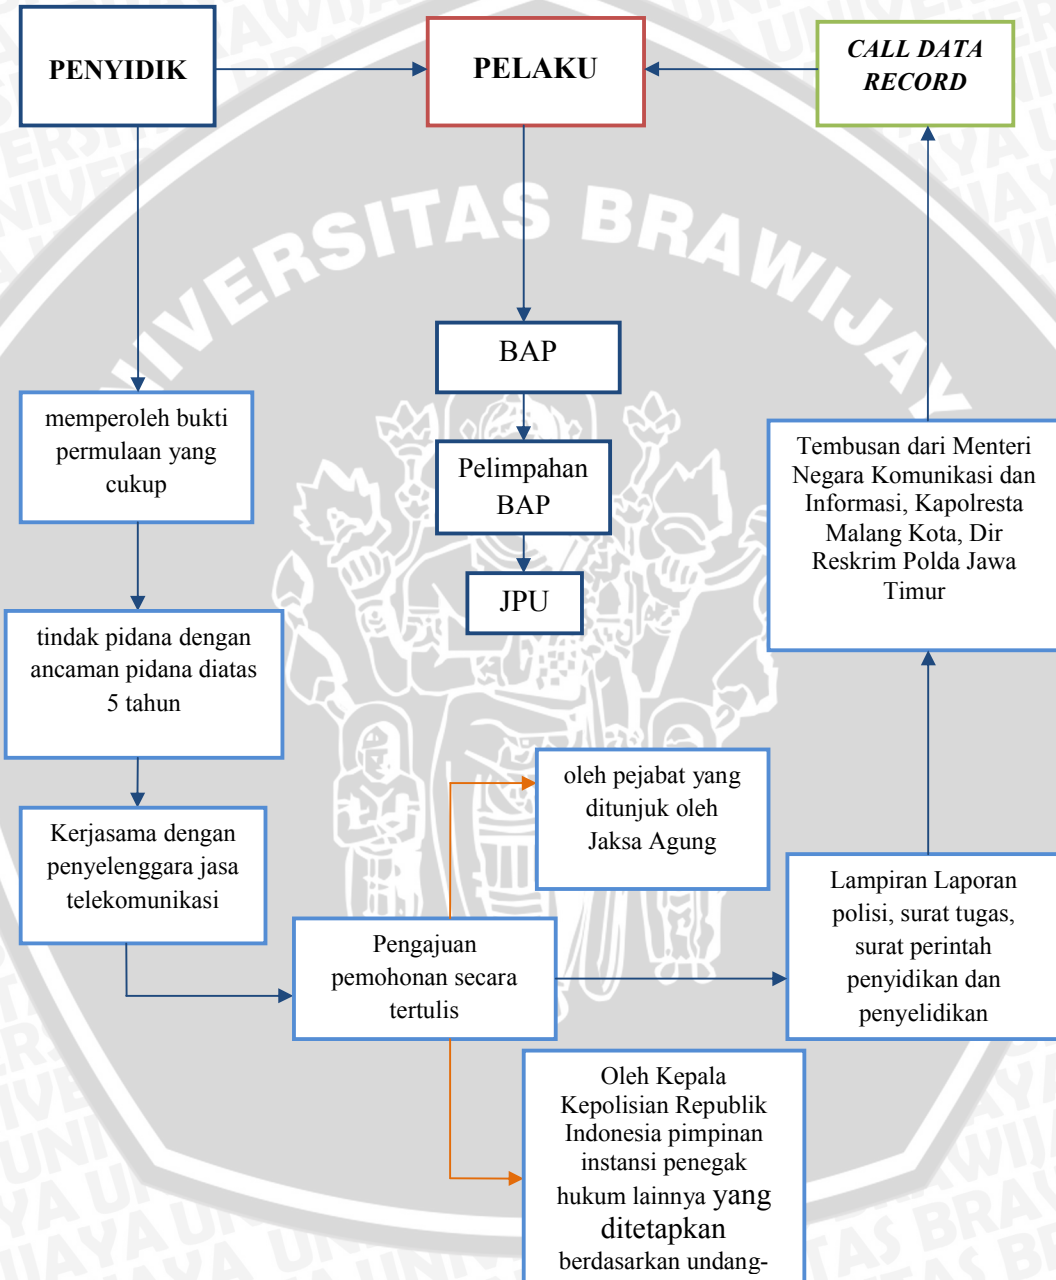 PENYIDIK
PELAKU
CALL DATA
RECORD
UNIVERSITAS BRAWIJAYA
BAP
memperoleh bukti
permulaan yang
cukup
Pelimpahan
BAP
Tembusan dari Menteri
Negara Komunikasi dan
Informasi, Kapolresta
Malang Kota, Dir
Reskrim Polda Jawa
Timur
JPU
tindak pidana dengan
ancaman pidana diatas
5 tahun
oleh pejabat yang
ditunjuk oleh
Jaksa Agung
Kerjasama dengan
penyelenggara jasa
telekomunikasi
Lampiran Laporan
polisi, surat tugas,
surat perintah
penyidikan dan
penyelidikan
Pengajuan
pemohonan secara
tertulis
Oleh Kepala
Kepolisian Republik
Indonesia pimpinan
instansi penegak
hukum lainnya yang
ditetapkan
berdasarkan undang-